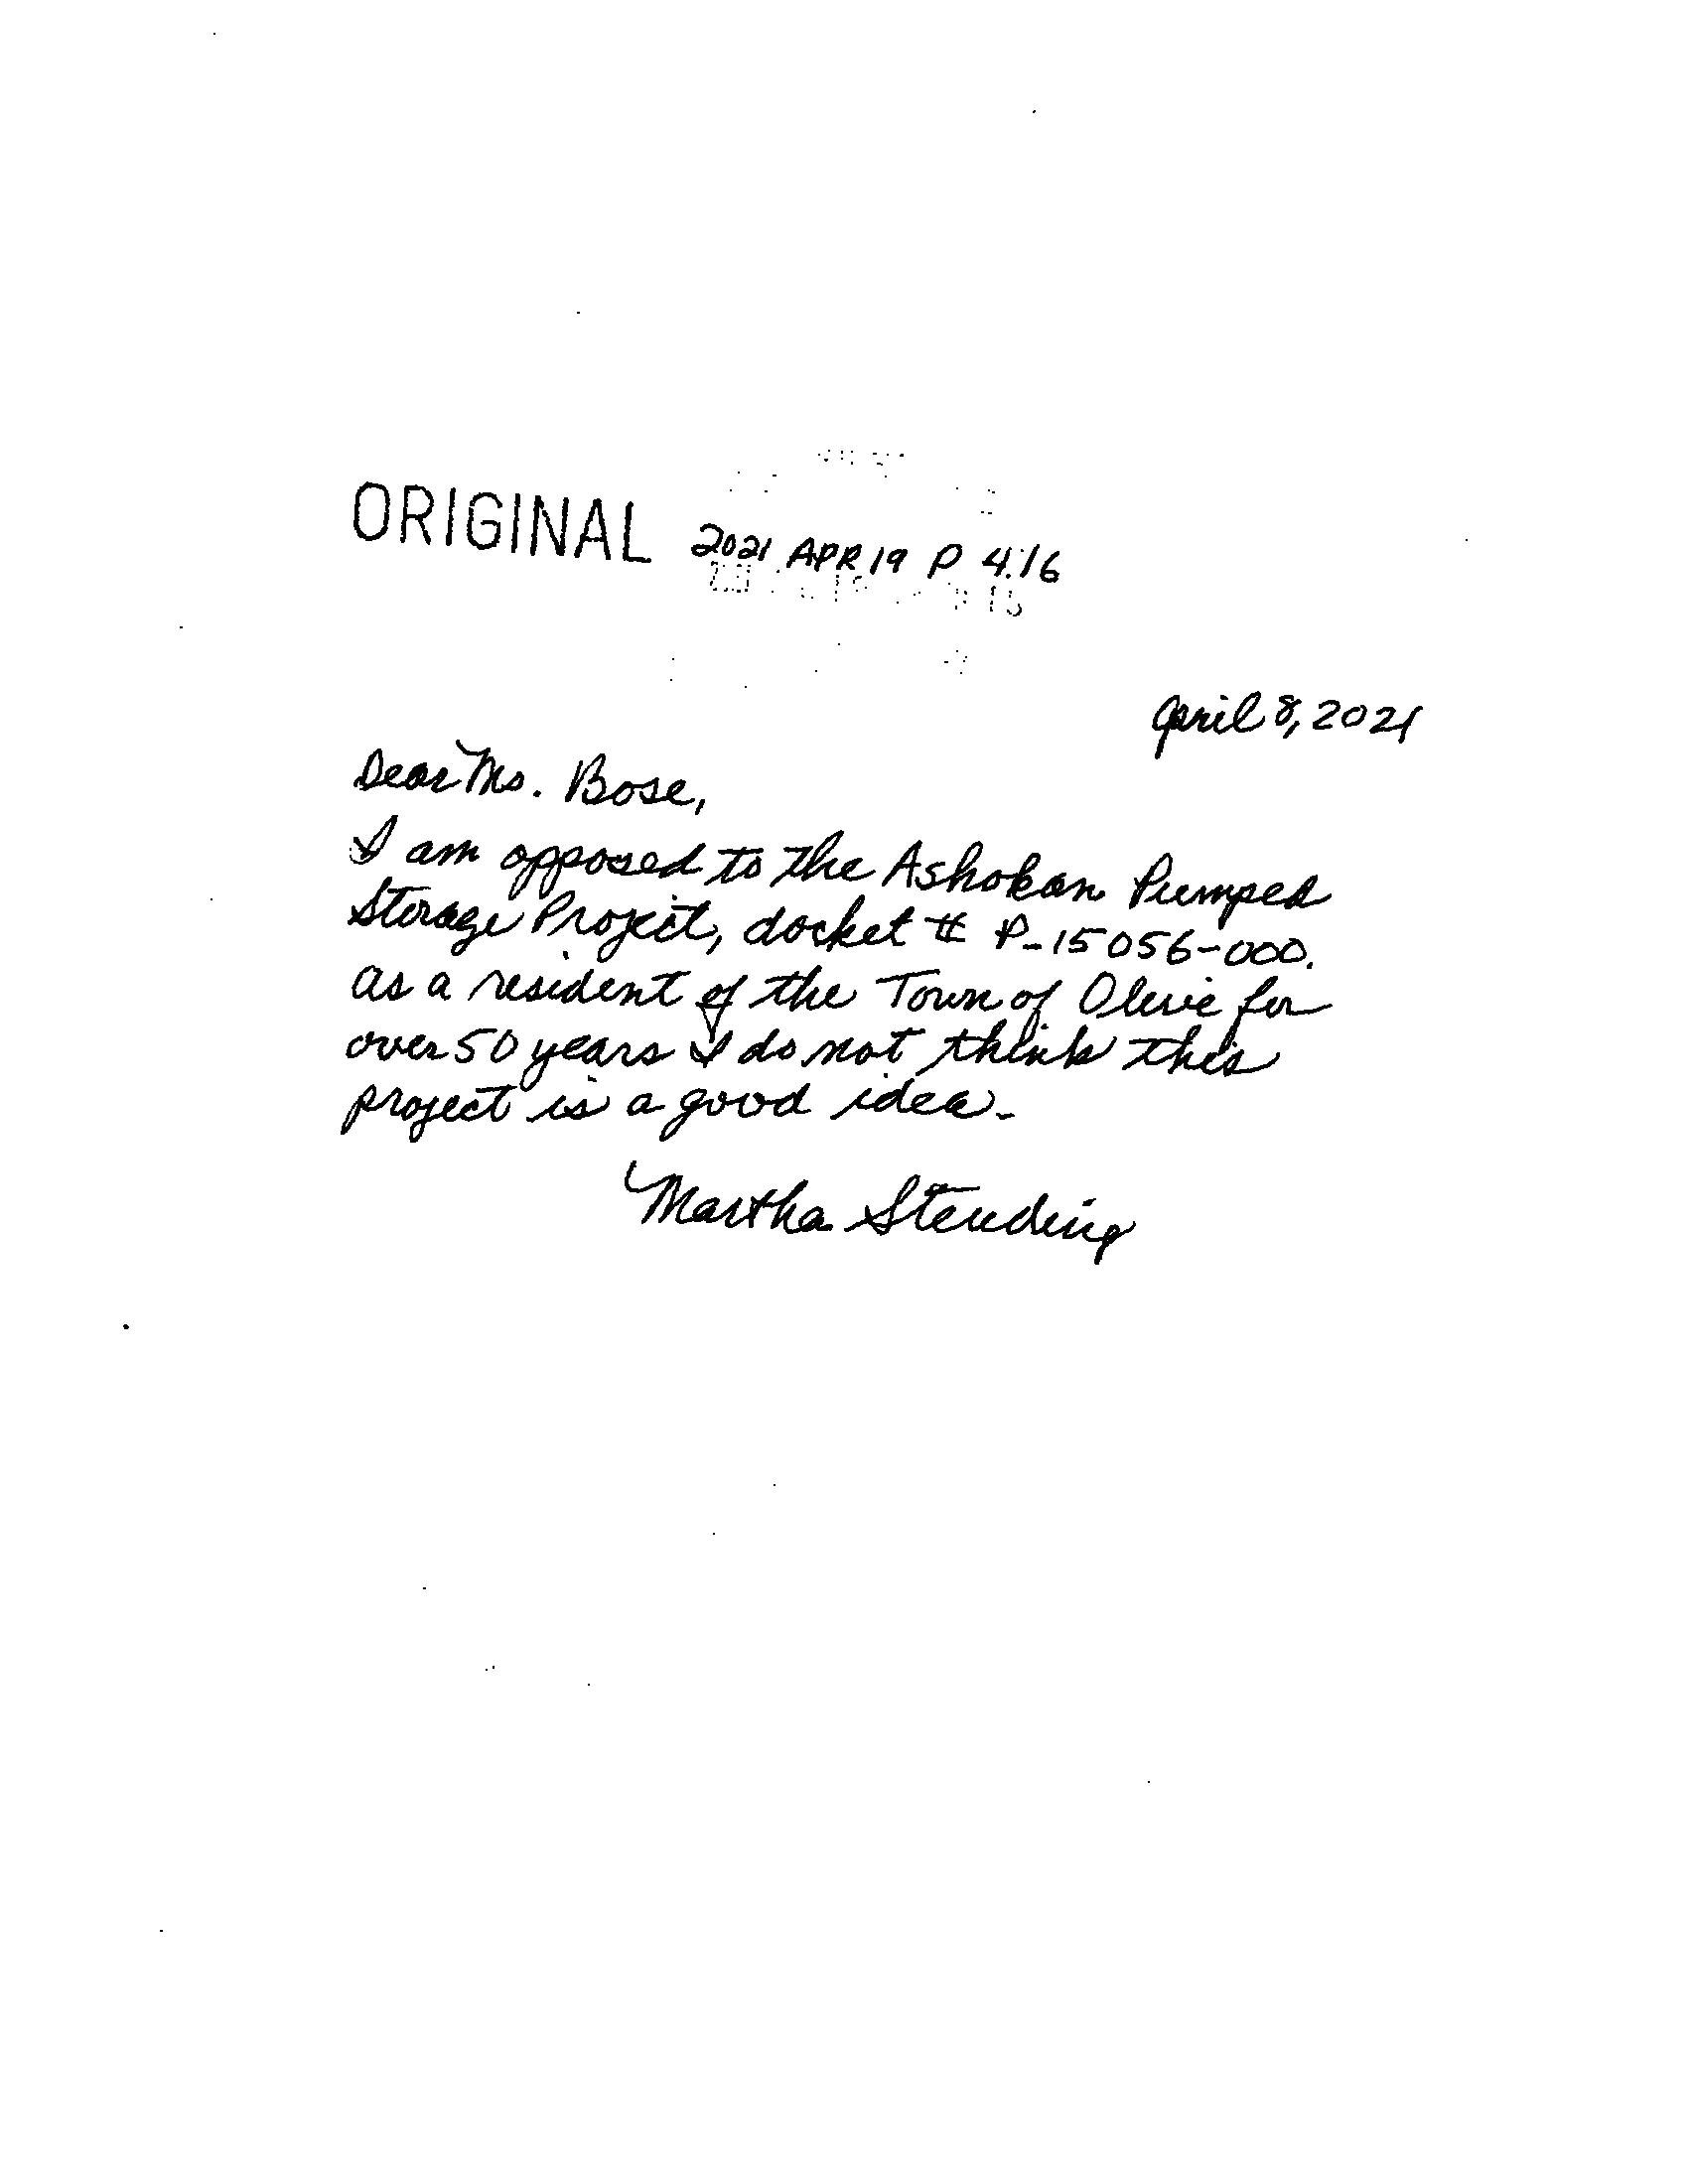 ORIGINAL 2021 APR 19 P 4:16
April 8, 2021
Dear Ms. Bose,
I am opposed to the Ashokan Pumped
Storage Project, docket # P-15056-000.
As a resident of the Town of Olive for
over 50 years I do not think this
project is a good idea.
Martha Steuding